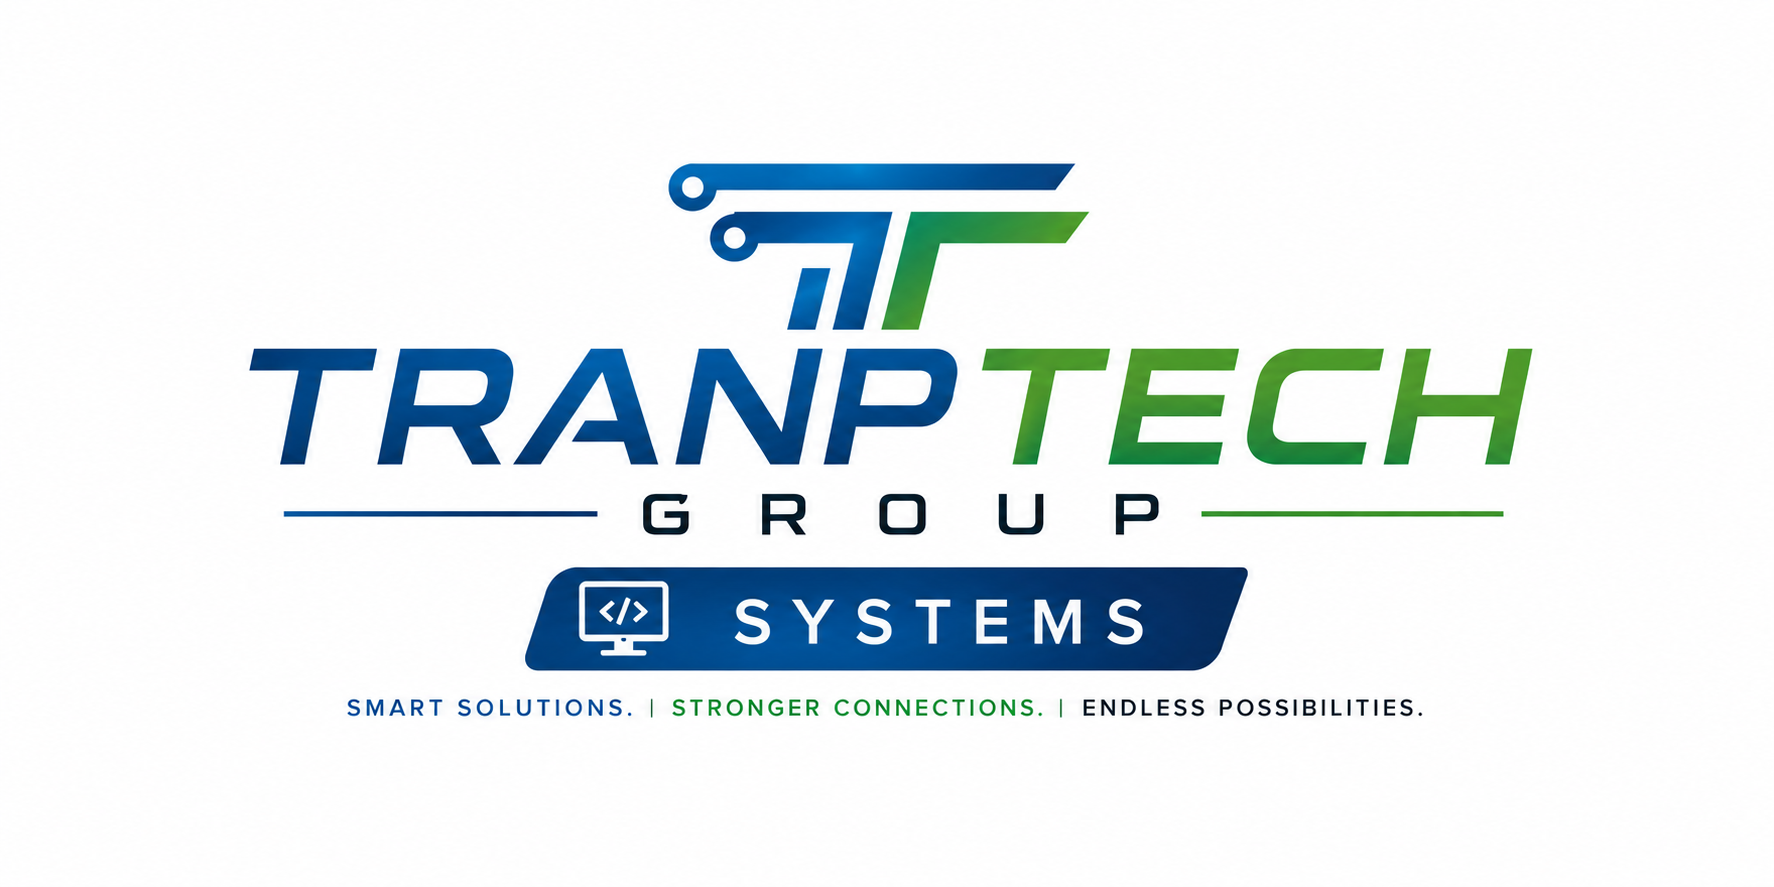 TRANPTECH
GROUP
</> SYSTEMS
SMART SOLUTIONS. | STRONGER CONNECTIONS. | ENDLESS POSSIBILITIES.